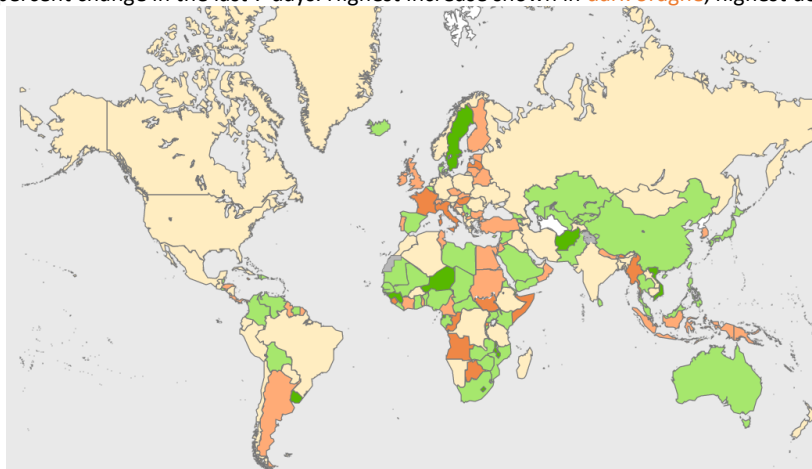 percent change in the last 7 days. Highest increase shown in dark orange, highest